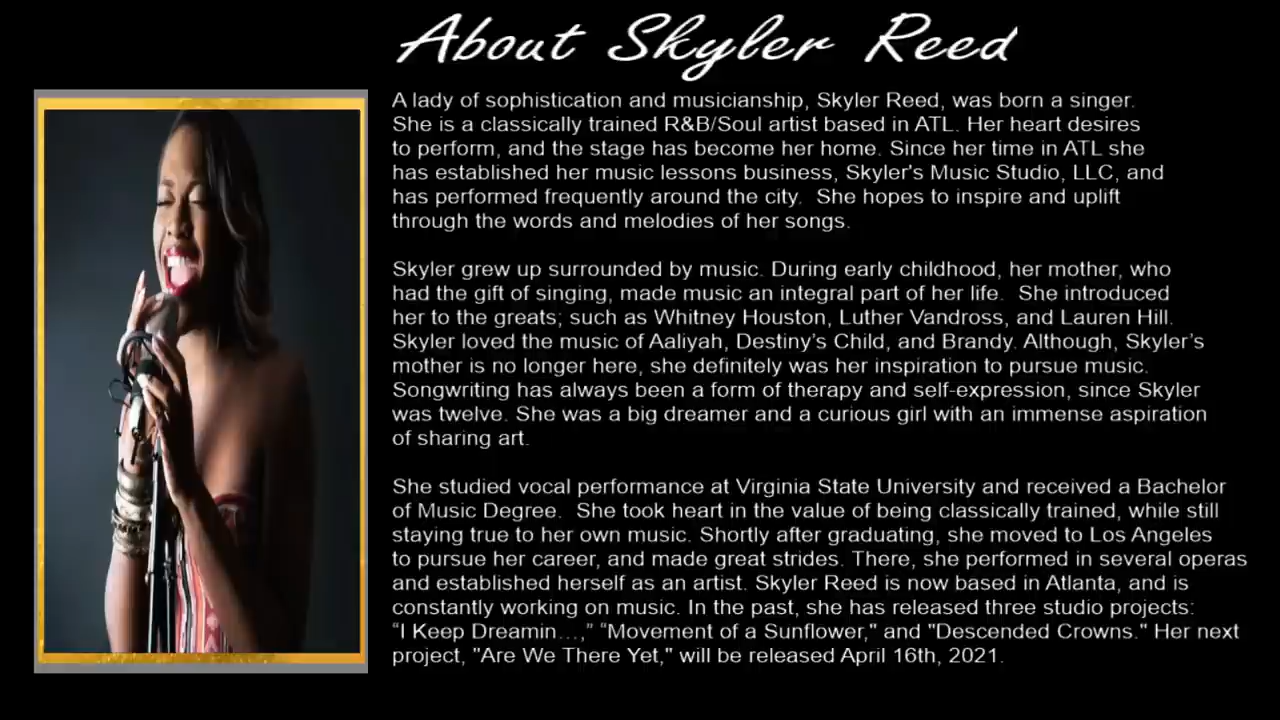 About Skyler Reed
A lady of sophistication and musicianship, Skyler Reed, was born a singer.
She is a classically trained R&B/Soul artist based in ATL. Her heart desires
to perform, and the stage has become her home. Since her time in ATL she
has established her music lessons business, Skyler's Music Studio, LLC, and
has performed frequently around the city.  She hopes to inspire and uplift
through the words and melodies of her songs.
Skyler grew up surrounded by music. During early childhood, her mother, who
had the gift of singing, made music an integral part of her life.  She introduced
her to the greats; such as Whitney Houston, Luther Vandross, and Lauren Hill.
Skyler loved the music of Aaliyah, Destiny’s Child, and Brandy. Although, Skyler’s
mother is no longer here, she definitely was her inspiration to pursue music.
Songwriting has always been a form of therapy and self-expression, since Skyler
was twelve. She was a big dreamer and a curious girl with an immense aspiration
of sharing art.
She studied vocal performance at Virginia State University and received a Bachelor
of Music Degree.  She took heart in the value of being classically trained, while still
staying true to her own music. Shortly after graduating, she moved to Los Angeles
to pursue her career, and made great strides. There, she performed in several operas
and established herself as an artist. Skyler Reed is now based in Atlanta, and is
constantly working on music. In the past, she has released three studio projects:
“I Keep Dreamin…,” “Movement of a Sunflower," and "Descended Crowns." Her next
project, "Are We There Yet," will be released April 16th, 2021.